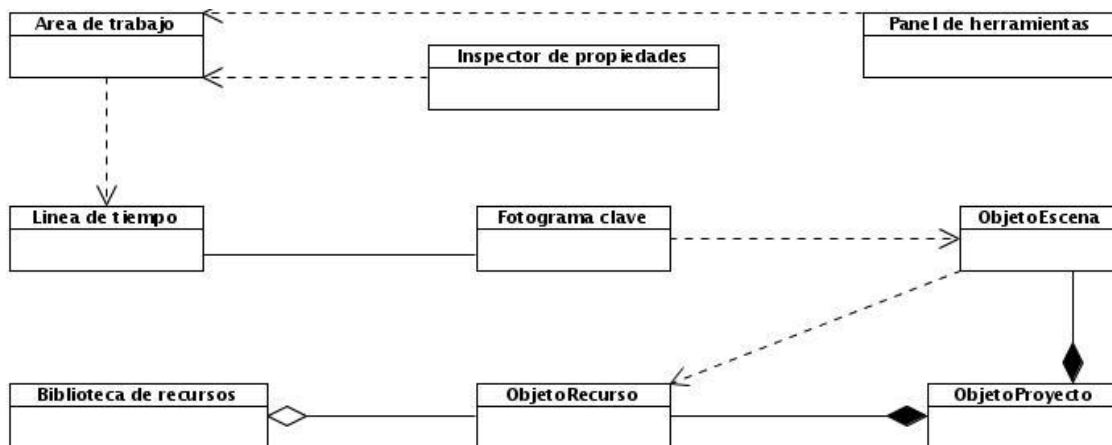 Area de trabajo
Panel de herramientas
Inspector de propiedades
Linea de tiempo
Fotograma clave
ObjetoEscena
Biblioteca de recursos
ObjetoRecurso
ObjetoProyecto